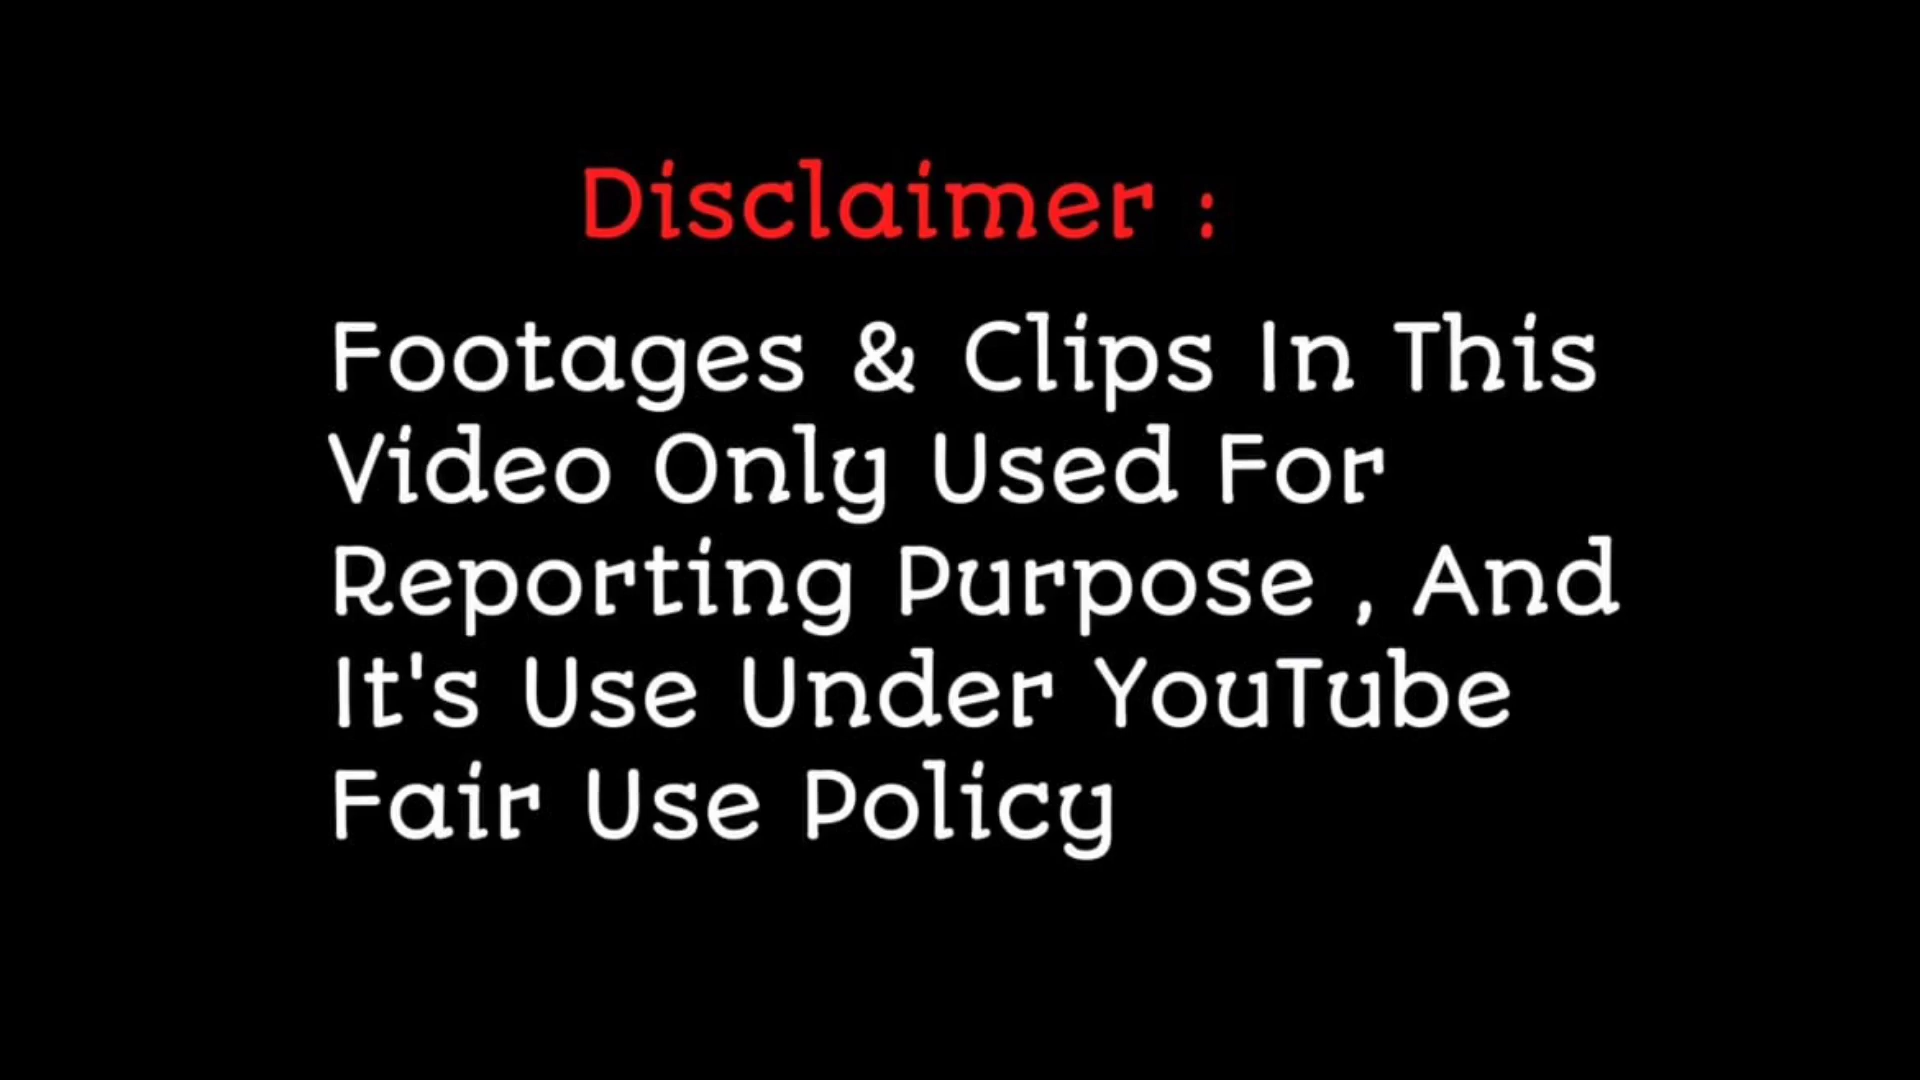 Disclaimer :
Footages & Clips In This
Video Only Used For
Reporting Purpose , And
It's Use Under YouTube
Fair Use Policy